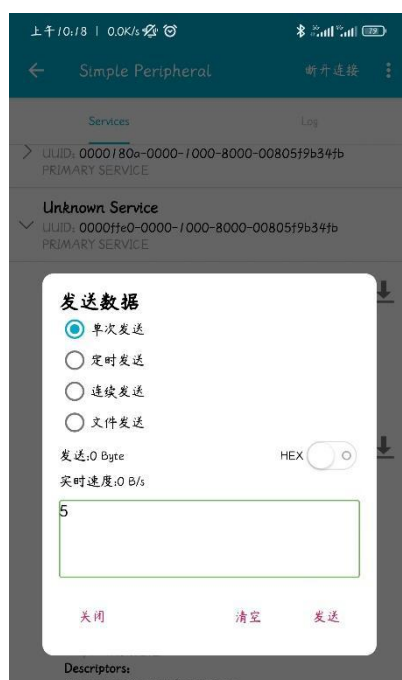 上午10:18 | 0.0K/s
79
Simple Peripheral
断开连接
Services
Log
UUID: 0000180a-0000-1000-8000-00805f9b34fb
PRIMARY SERVICE
Unknown Service
UUID: 0000ffe0-0000-1000-8000-00805f9b34fb
PRIMARY SERVICE
发送数据
单次发送
定时发送
连续发送
文件发送
发送:0 Byte
HEX
实时速度:0 B/s
5
关闭
清空
发送
Descriptors: